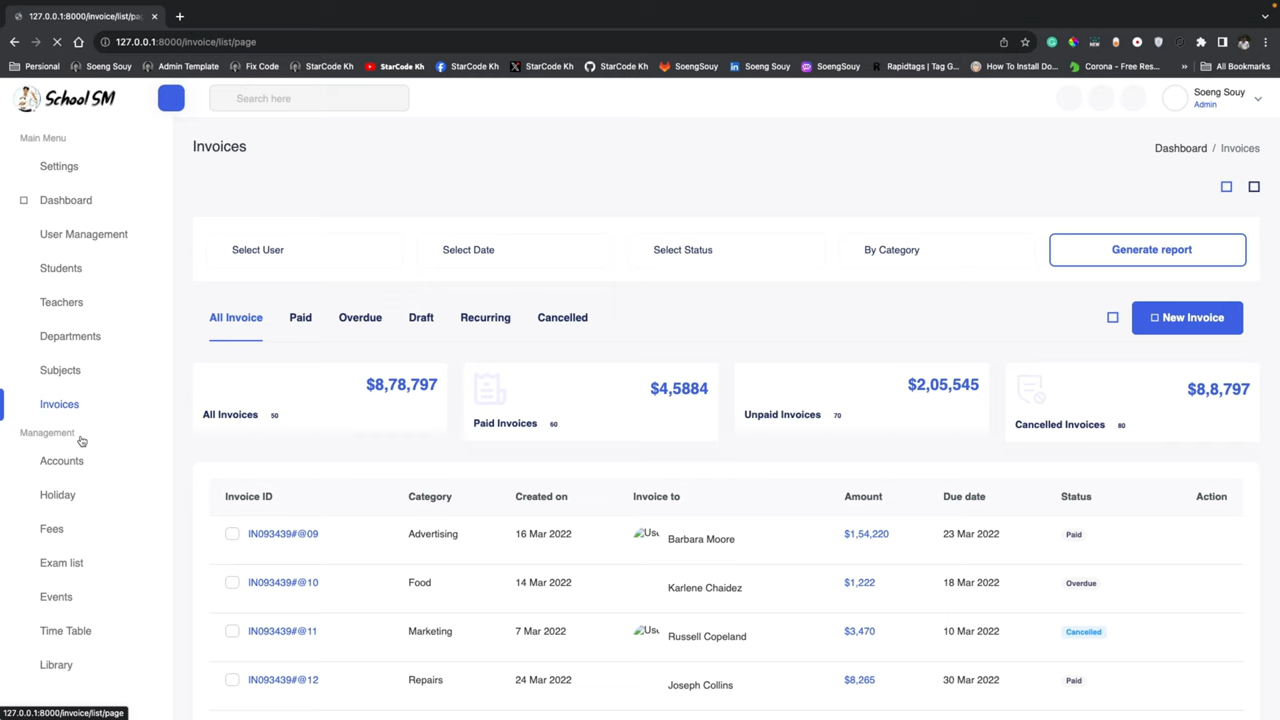 127.0.0.1:8000/invoice/list/pag
127.0.0.1:8000/invoice/list/page
Personal Soeng Souy Admin Template Fix Code StarCode Kh StarCode Kh StarCode Kh StarCode Kh StarCode Kh SoengSouy Soeng Souy SoengSouy Rapidtags | Tag G... How To Install Do... Corona - Free Res... » All Bookmarks
School SM
Search here
Soeng Souy
Admin
Main Menu
Settings
Dashboard
User Management
Students
Teachers
Departments
Subjects
Invoices
Management
Accounts
Holiday
Fees
Exam list
Events
Time Table
Library
Invoices
Dashboard / Invoices
Select User Select Date Select Status By Category Generate report
All Invoice Paid Overdue Draft Recurring Cancelled New Invoice
$8,78,797
All Invoices 50
$4,5884
Paid Invoices 60
$2,05,545
Unpaid Invoices 70
$8,8,797
Cancelled Invoices 80
Invoice ID Category Created on Invoice to Amount Due date Status Action
IN093439#@09 Advertising 16 Mar 2022 Barbara Moore $1,54,220 23 Mar 2022 Paid
IN093439#@10 Food 14 Mar 2022 Karlene Chaidez $1,222 18 Mar 2022 Overdue
IN093439#@11 Marketing 7 Mar 2022 Russell Copeland $3,470 10 Mar 2022 Cancelled
IN093439#@12 Repairs 24 Mar 2022 Joseph Collins $8,265 30 Mar 2022 Paid
127.0.0.1:8000/invoice/list/page